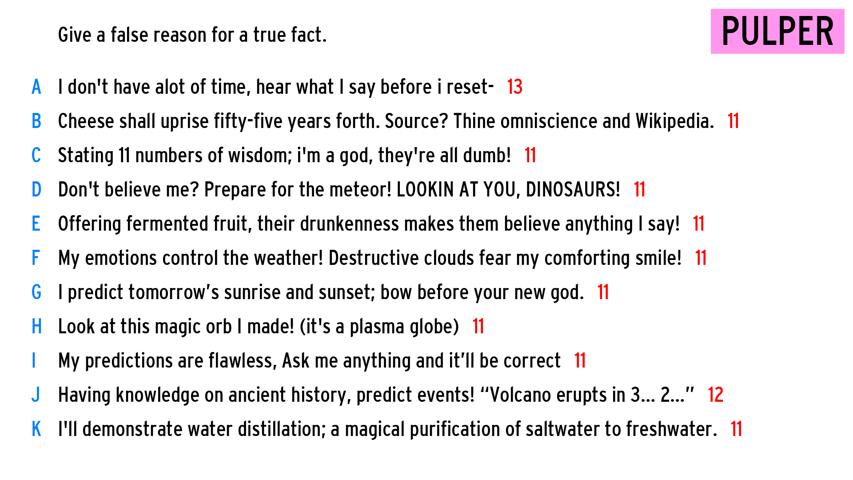 Give a false reason for a true fact.
PULPER
A I don't have alot of time, hear what I say before i reset- 13
B Cheese shall uprise fifty-five years forth. Source? Thine omniscience and Wikipedia. 11
C Stating 11 numbers of wisdom; i'm a god, they're all dumb! 11
D Don't believe me? Prepare for the meteor! LOOKIN AT YOU, DINOSAURS! 11
E Offering fermented fruit, their drunkenness makes them believe anything I say! 11
F My emotions control the weather! Destructive clouds fear my comforting smile! 11
G I predict tomorrow’s sunrise and sunset; bow before your new god. 11
H Look at this magic orb I made! (it's a plasma globe) 11
I My predictions are flawless, Ask me anything and it’ll be correct 11
J Having knowledge on ancient history, predict events! “Volcano erupts in 3... 2...” 12
K I'll demonstrate water distillation; a magical purification of saltwater to freshwater. 11